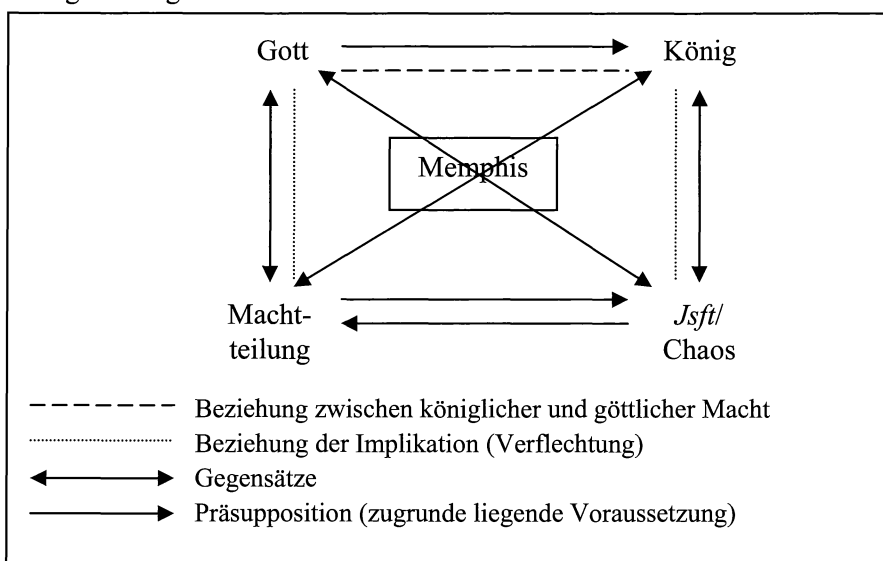 Gott König
Memphis
Macht- Jsft/
teilung Chaos
Beziehung zwischen königlicher und göttlicher Macht
Beziehung der Implikation (Verflechtung)
Gegensätze
Präsupposition (zugrunde liegende Voraussetzung)